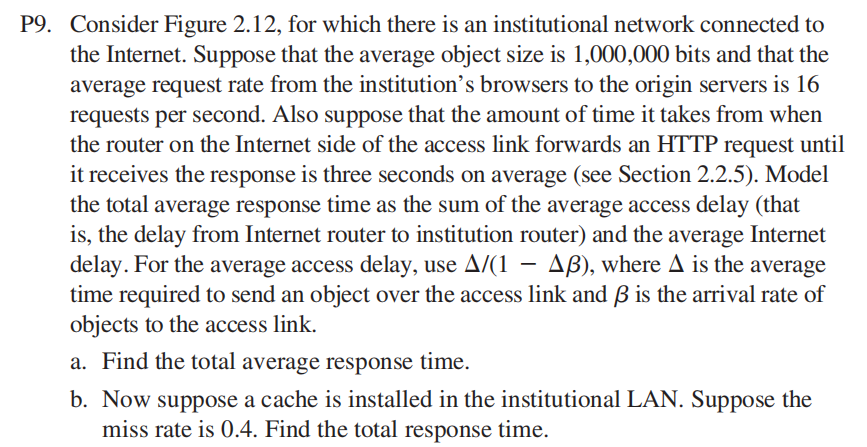 P9. Consider Figure 2.12, for which there is an institutional network connected to
the Internet. Suppose that the average object size is 1,000,000 bits and that the
average request rate from the institution’s browsers to the origin servers is 16
requests per second. Also suppose that the amount of time it takes from when
the router on the Internet side of the access link forwards an HTTP request until
it receives the response is three seconds on average (see Section 2.2.5). Model
the total average response time as the sum of the average access delay (that
is, the delay from Internet router to institution router) and the average Internet
delay. For the average access delay, use Δ/(1 − Δβ), where Δ is the average
time required to send an object over the access link and β is the arrival rate of
objects to the access link.
a. Find the total average response time.
b. Now suppose a cache is installed in the institutional LAN. Suppose the
miss rate is 0.4. Find the total response time.